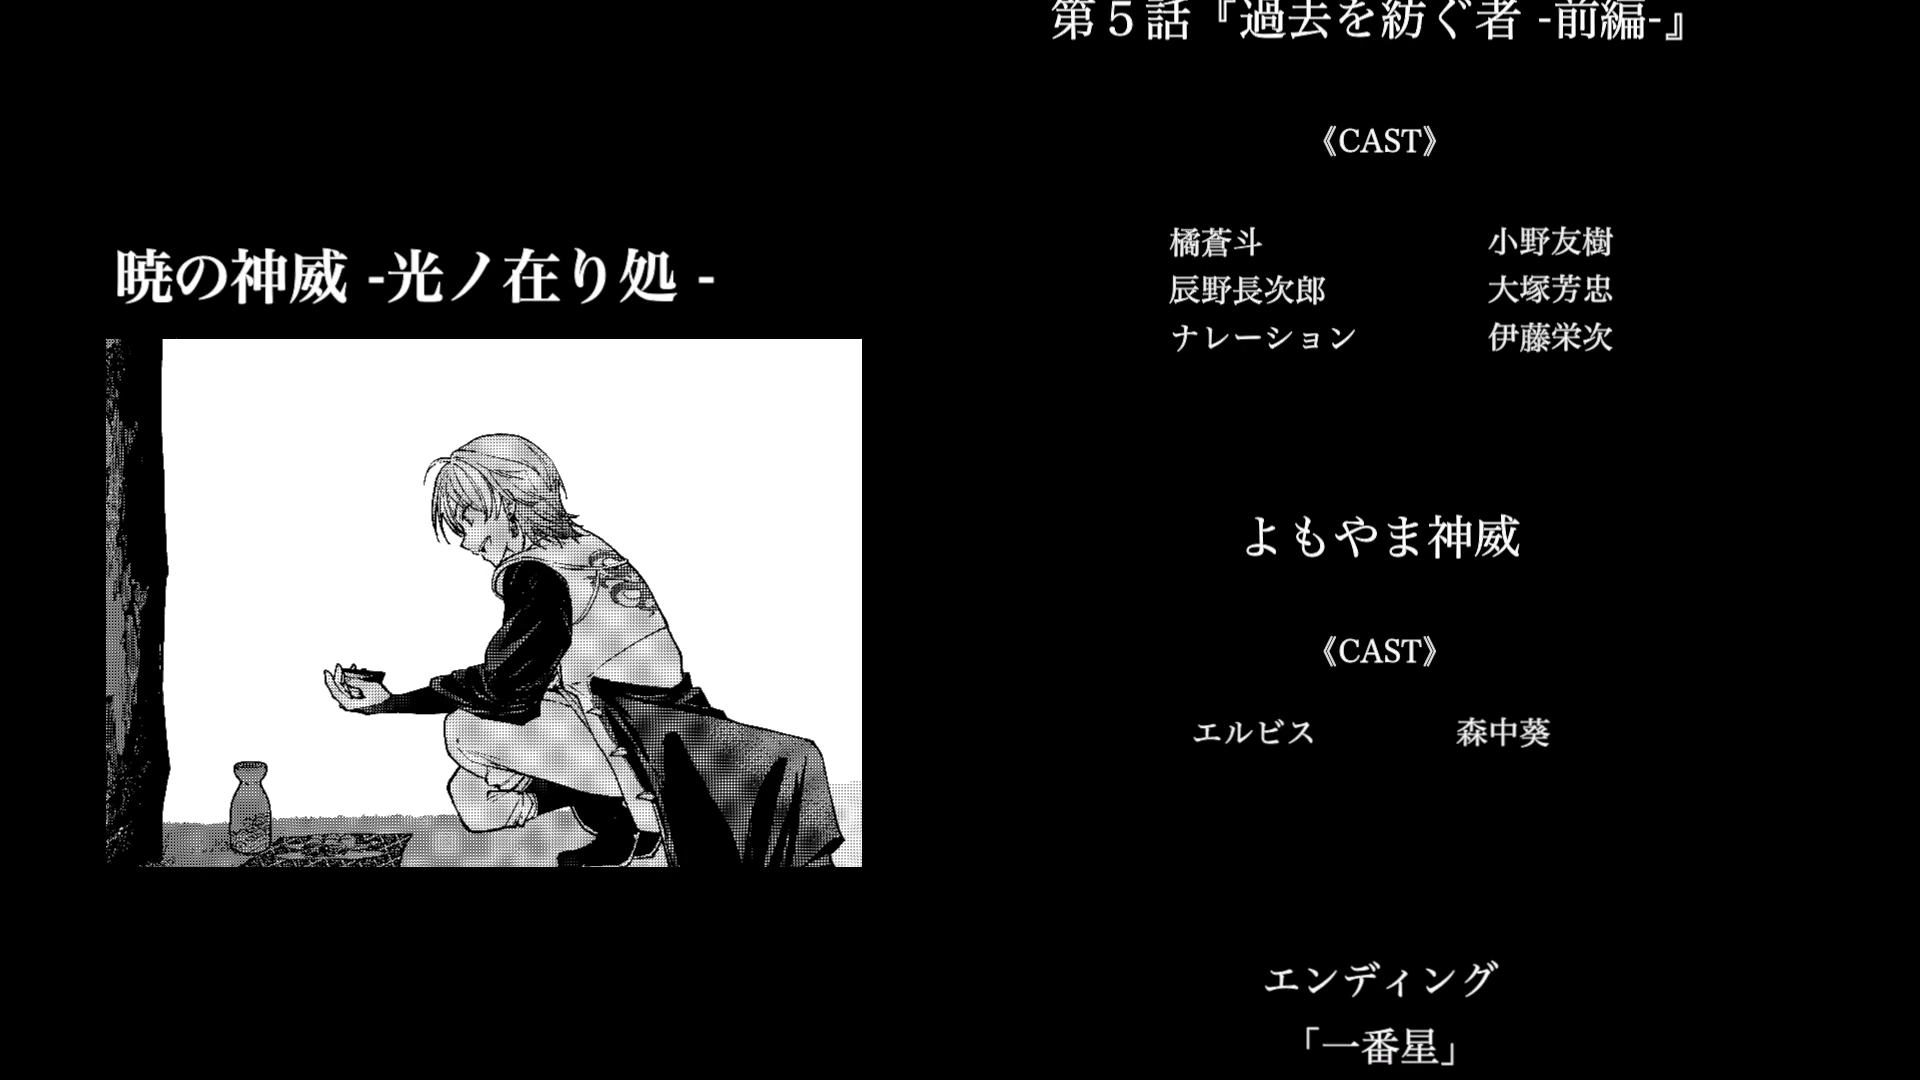 暁の神威 -光ノ在り処 -
第５話『過去を紡ぐ者 -前編-』
《CAST》
橘蒼斗 小野友樹
辰野長次郎 大塚芳忠
ナレーション 伊藤栄次
よもやま神威
《CAST》
エルビス 森中葵
エンディング
「一番星」